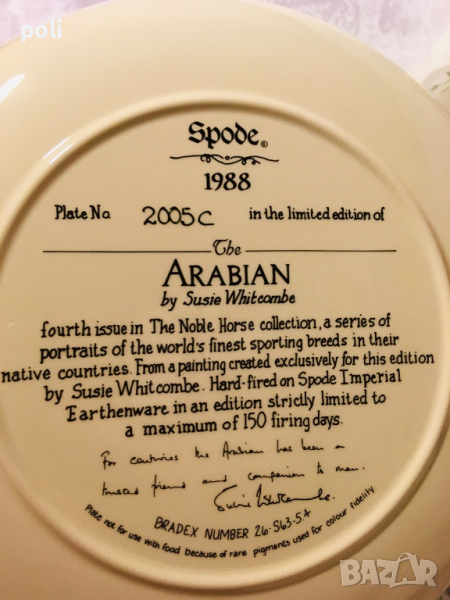 poli
Spode ©
1988
Plate No. 2005C in the limited edition of
The
ARABIAN
by Susie Whitcombe
fourth issue in The Noble Horse collection, a series of
portraits of the world's finest sporting breeds in their
native countries. From a painting created exclusively for this edition
by Susie Whitcombe. Hard-fired on Spode Imperial
Earthenware in an edition strictly limited to
a maximum of 150 firing days.
For centuries the Arabian has been a
trusted friend and companion to man.
Susie Whitcombe.
BRADEX NUMBER 26-S63-5.4
Plate not for use with food because of rare pigments used for colour fidelity
BAZAR